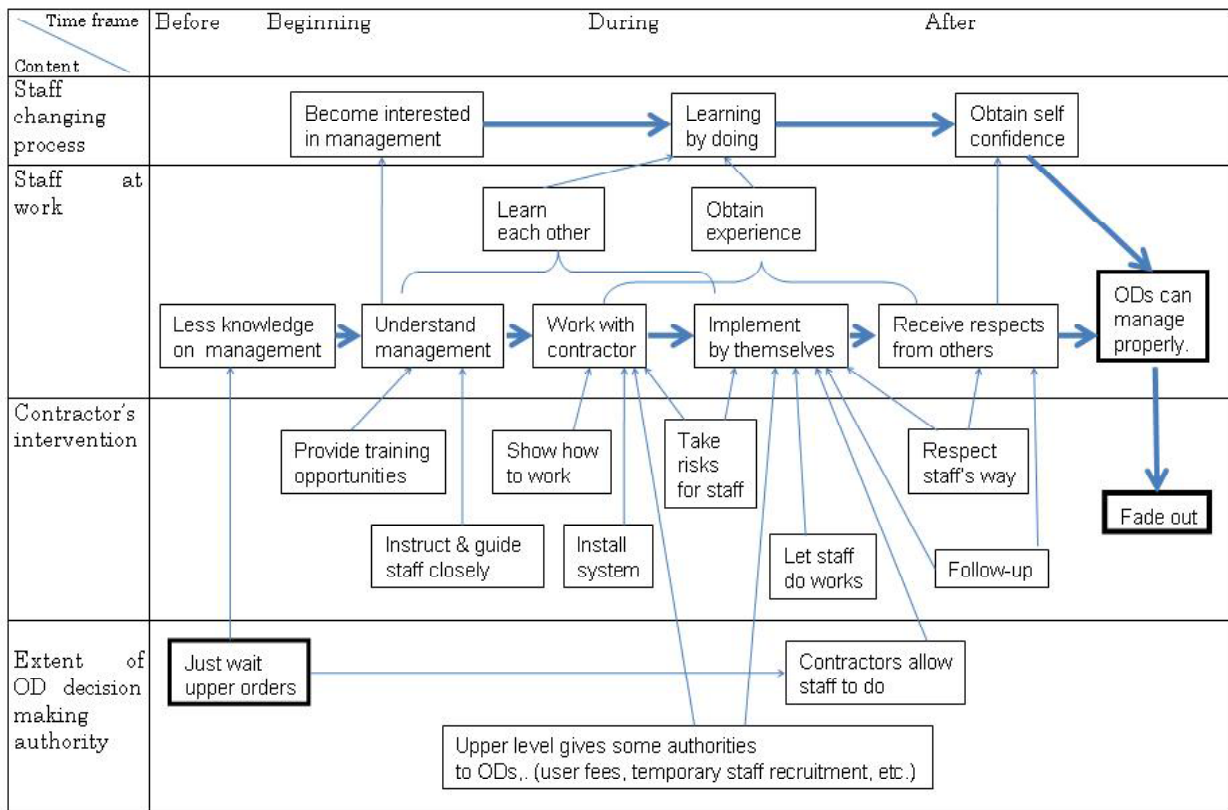 Time frame
Content
Before
Beginning
During
After
Staff
changing
process
Become interested
in management
Learning
by doing
Obtain self
confidence
Staff at
work
Learn
each other
Obtain
experience
Less knowledge
on management
Understand
management
Work with
contractor
Implement
by themselves
Receive respects
from others
ODs can
manage
properly.
Contractor's
intervention
Provide training
opportunities
Show how
to work
Take
risks
for staff
Respect
staff's way
Fade out
Instruct & guide
staff closely
Install
system
Let staff
do works
Follow-up
Extent of
OD decision
making
authority
Just wait
upper orders
Contractors allow
staff to do
Upper level gives some authorities
to ODs,. (user fees, temporary staff recruitment, etc.)